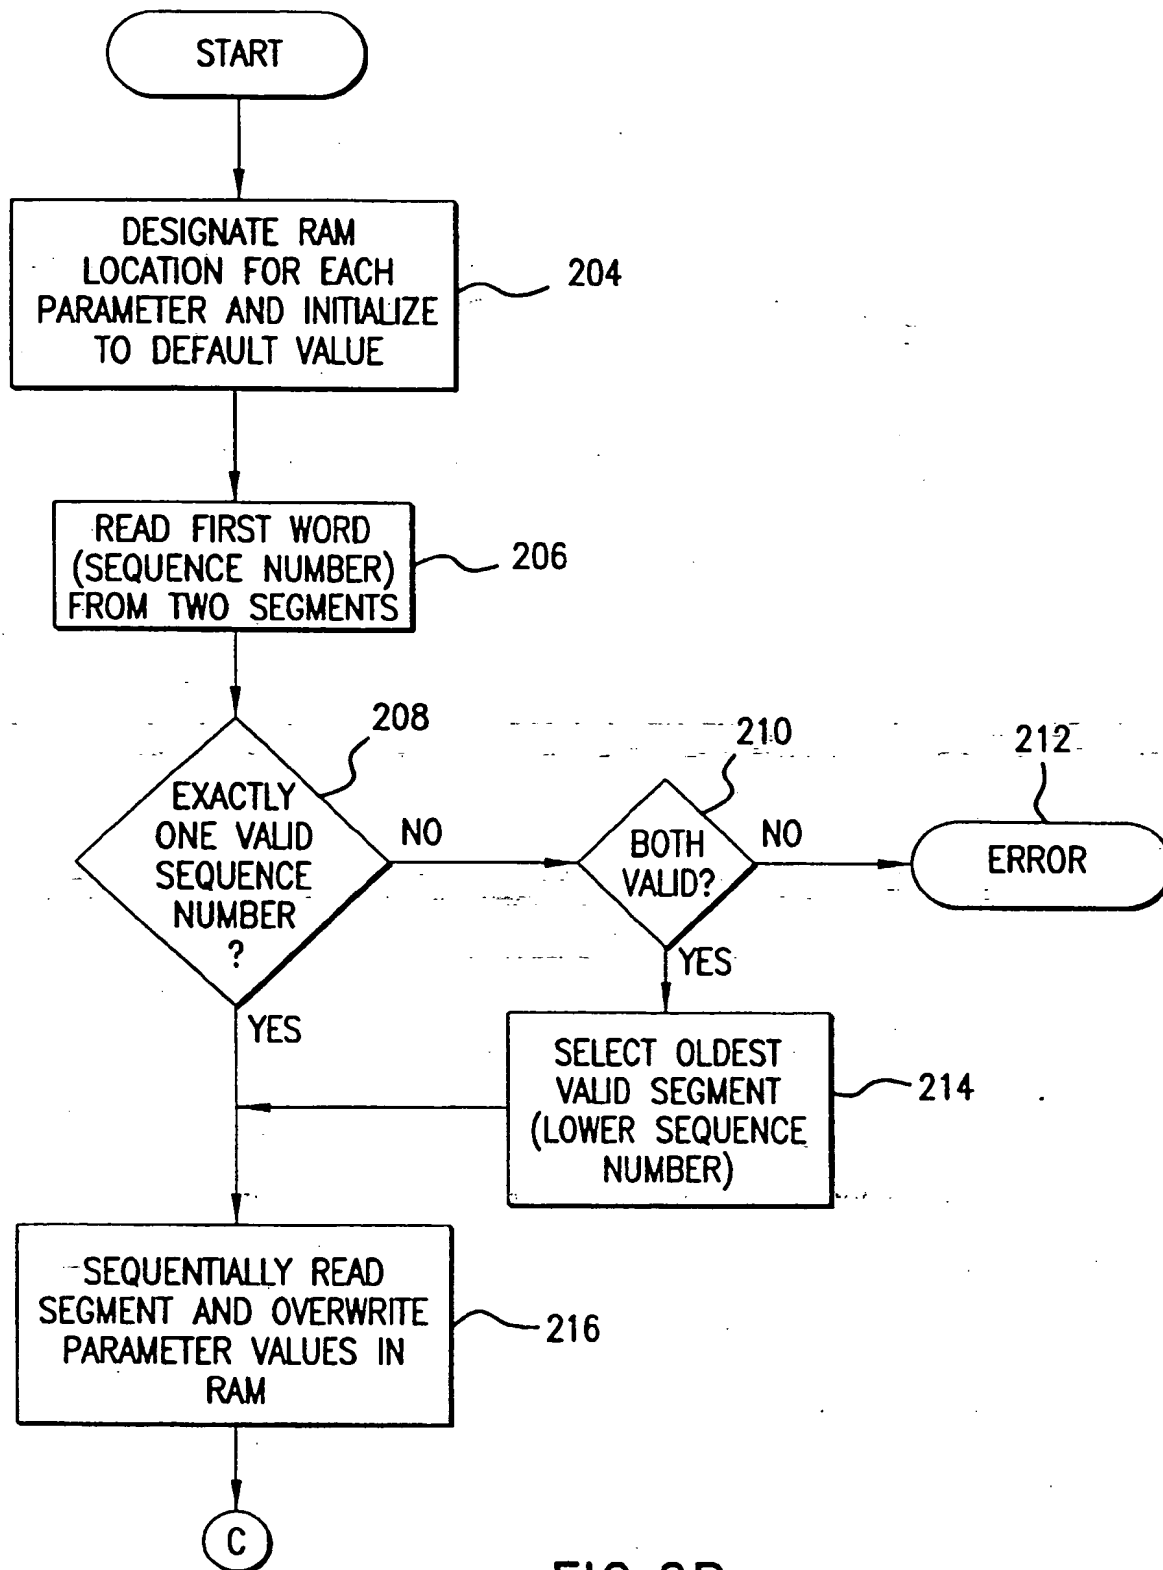 START
DESIGNATE RAM
LOCATION FOR EACH
PARAMETER AND INITIALIZE
TO DEFAULT VALUE
204
READ FIRST WORD
(SEQUENCE NUMBER)
FROM TWO SEGMENTS
206
208
EXACTLY
ONE VALID
SEQUENCE
NUMBER
?
NO
YES
210
BOTH
VALID?
NO
YES
212
ERROR
SELECT OLDEST
VALID SEGMENT
(LOWER SEQUENCE
NUMBER)
214
SEQUENTIALLY READ
SEGMENT AND OVERWRITE
PARAMETER VALUES IN
RAM
216
C